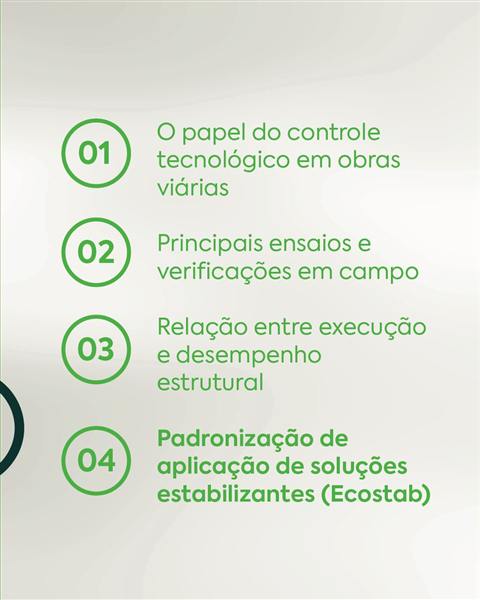 01
O papel do controle
tecnológico em obras
viárias
02
Principais ensaios e
verificações em campo
03
Relação entre execução
e desempenho
estrutural
04
Padronização de
aplicação de soluções
estabilizantes (Ecostab)